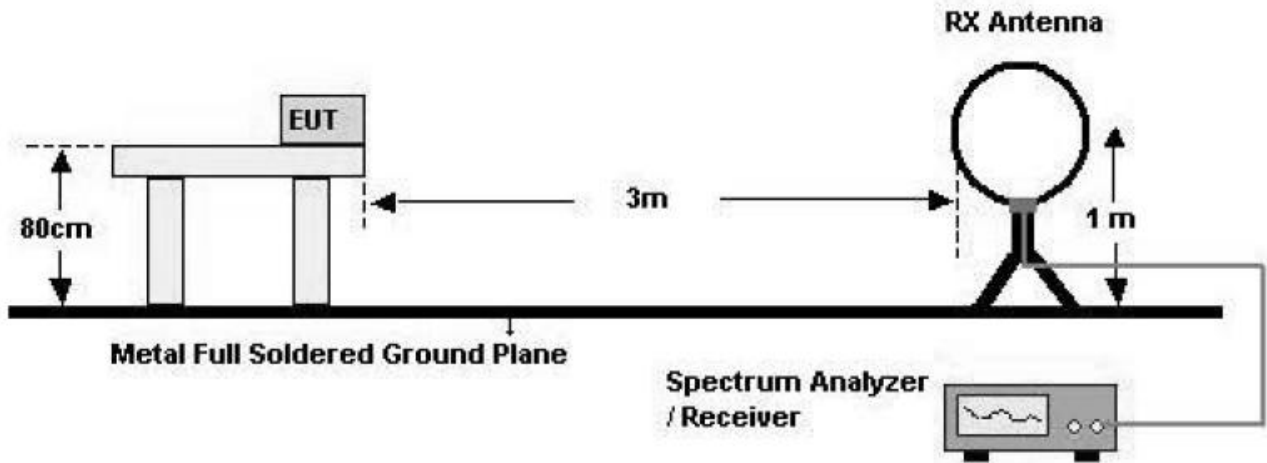 RX Antenna
EUT
3m
80cm
1 m
Metal Full Soldered Ground Plane
Spectrum Analyzer
/ Receiver